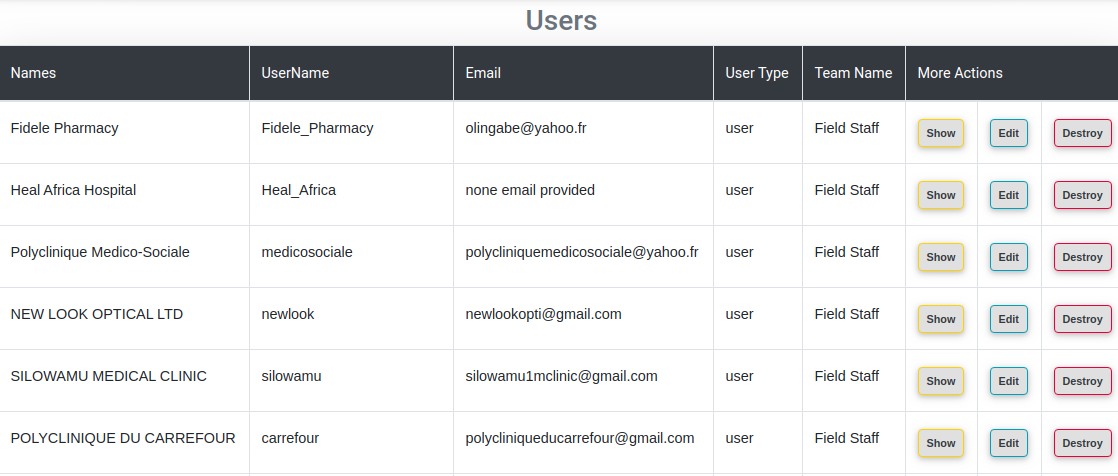 Users
Names UserName Email User Type Team Name More Actions
Fidele Pharmacy Fidele_Pharmacy olingabe@yahoo.fr user Field Staff Show Edit Destroy
Heal Africa Hospital Heal_Africa none email provided user Field Staff Show Edit Destroy
Polyclinique Medico-Sociale medicosociale polycliniquemedicosociale@yahoo.fr user Field Staff Show Edit Destroy
NEW LOOK OPTICAL LTD newlook newlookopti@gmail.com user Field Staff Show Edit Destroy
SILOWAMU MEDICAL CLINIC silowamu silowamu1mclinic@gmail.com user Field Staff Show Edit Destroy
POLYCLINIQUE DU CARREFOUR carrefour polycliniqueducarrefour@gmail.com user Field Staff Show Edit Destroy